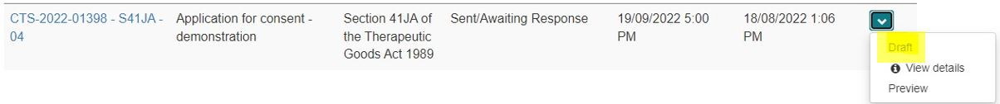 CTS-2022-01398 - S41JA -
04
Application for consent -
demonstration
Section 41JA of
the Therapeutic
Goods Act 1989
Sent/Awaiting Response
19/09/2022 5:00
PM
18/08/2022 1:06
PM
Draft
View details
Preview